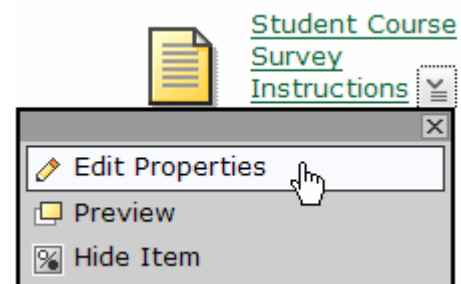 Student Course
Survey
Instructions
Edit Properties
Preview
Hide Item